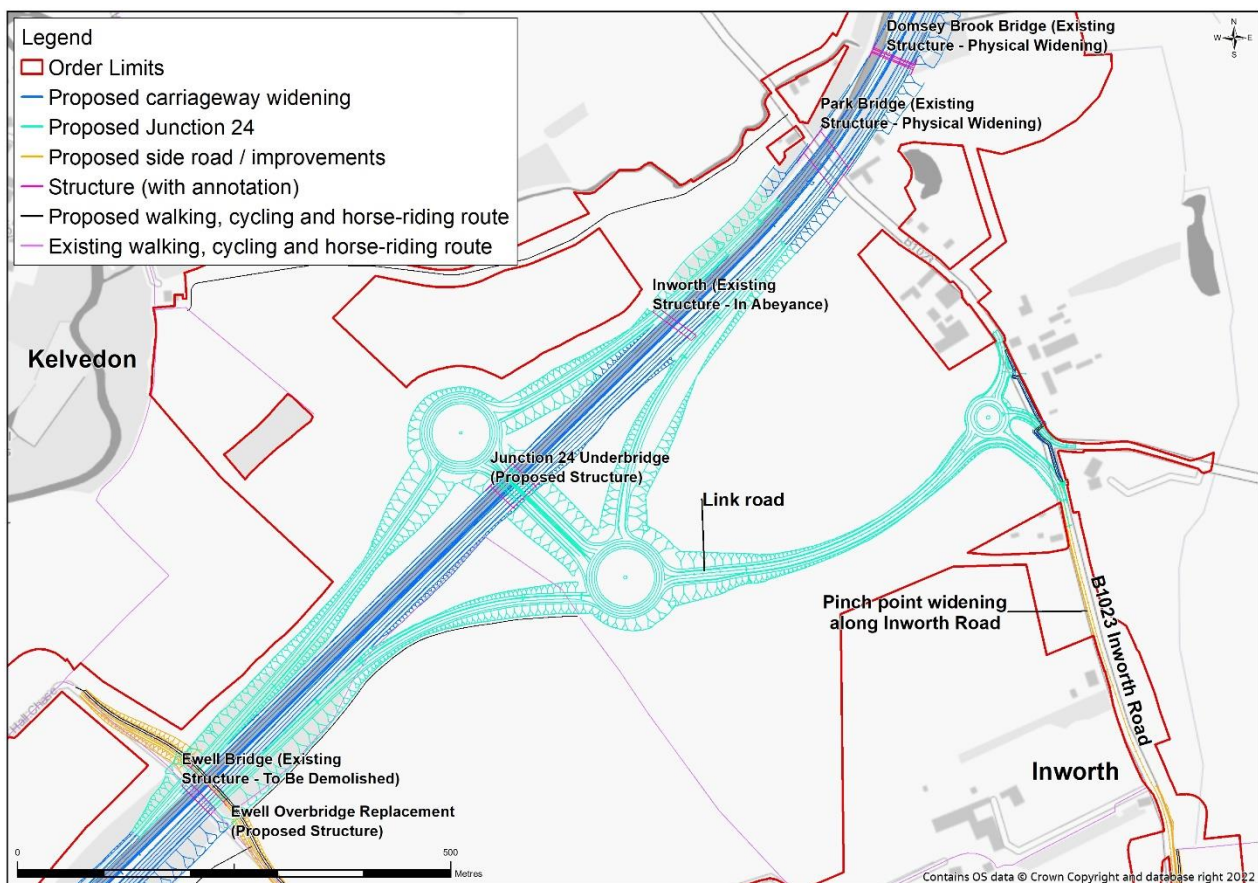 Legend
Order Limits
Proposed carriageway widening
Proposed Junction 24
Proposed side road / improvements
Structure (with annotation)
Proposed walking, cycling and horse-riding route
Existing walking, cycling and horse-riding route
Domsey Brook Bridge (Existing
Structure - Physical Widening)
N
W E
S
Park Bridge (Existing
Structure - Physical Widening)
B1023
Inworth (Existing
Structure - In Abeyance)
Kelvedon
Junction 24 Underbridge
(Proposed Structure)
Link road
Pinch point widening
along Inworth Road
B1023 Inworth Road
Hall Chase
Ewell Bridge (Existing
Structure - To Be Demolished)
Inworth
Ewell Overbridge Replacement
(Proposed Structure)
0 500
Metres
Contains OS data © Crown Copyright and database right 2022